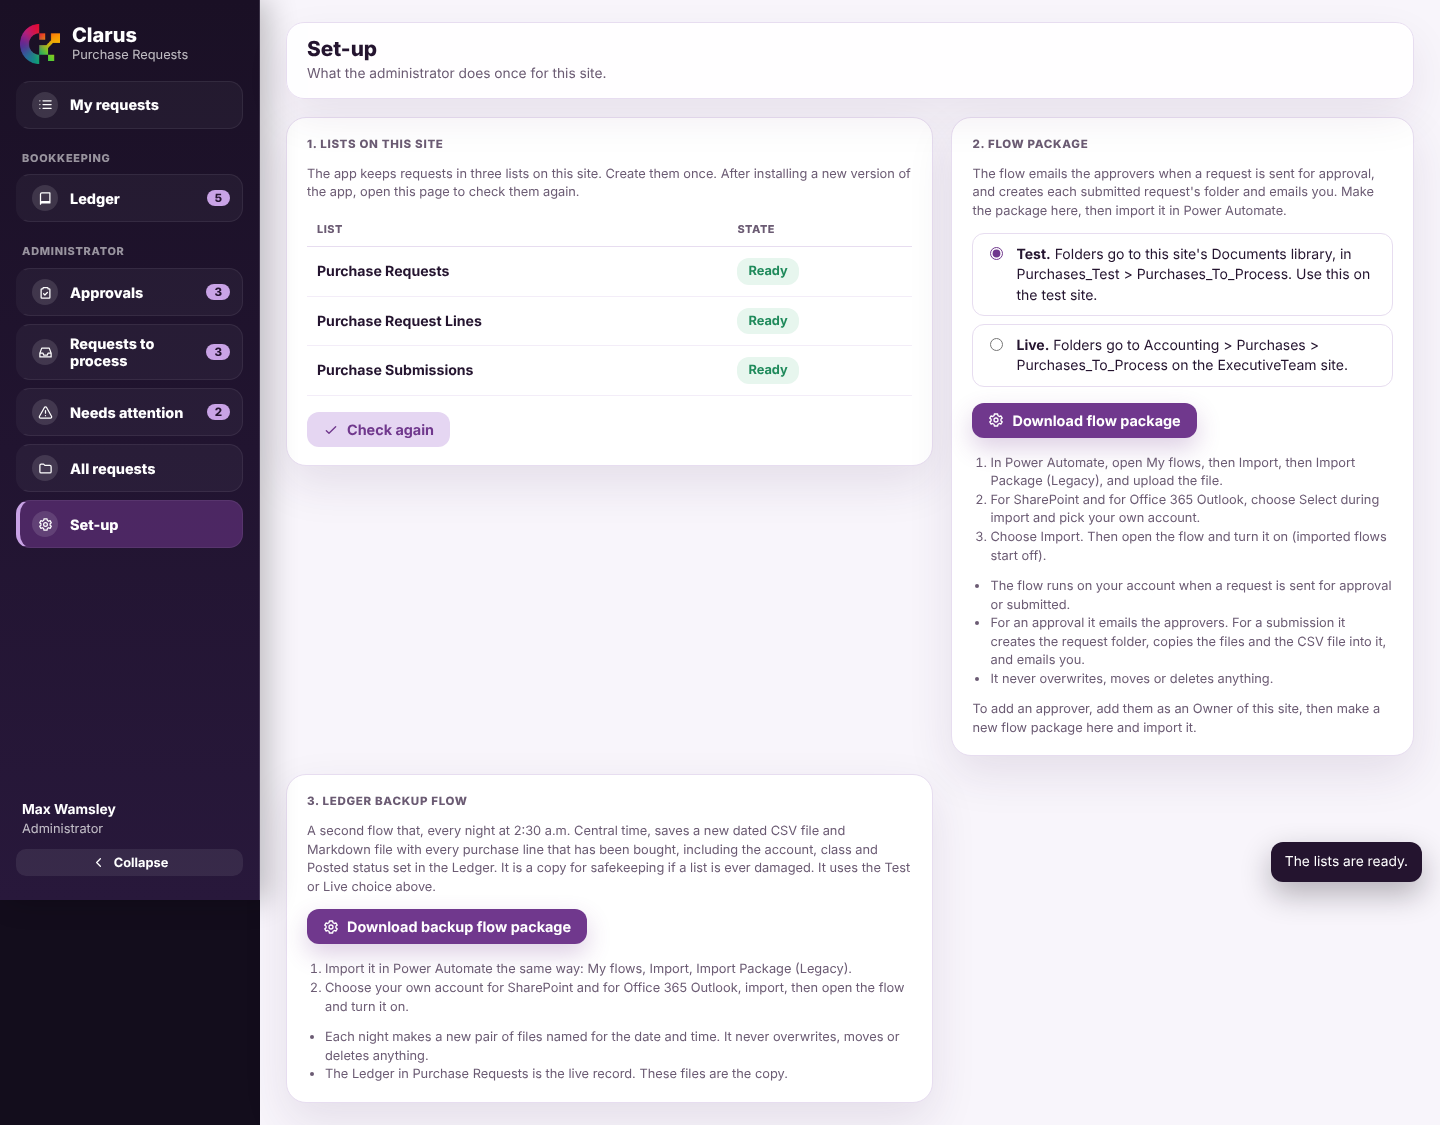 Clarus
Purchase Requests
My requests
BOOKKEEPING
Ledger
5
ADMINISTRATOR
Approvals
3
Requests to
process
3
Needs attention
2
All requests
Set-up
Max Wamsley
Administrator
Collapse
Set-up
What the administrator does once for this site.
1. LISTS ON THIS SITE
The app keeps requests in three lists on this site. Create them once. After installing a new version of
the app, open this page to check them again.
LIST
STATE
Purchase Requests
Ready
Purchase Request Lines
Ready
Purchase Submissions
Ready
Check again
2. FLOW PACKAGE
The flow emails the approvers when a request is sent for approval,
and creates each submitted request's folder and emails you. Make
the package here, then import it in Power Automate.
Test. Folders go to this site's Documents library, in
Purchases_Test > Purchases_To_Process. Use this on
the test site.
Live. Folders go to Accounting > Purchases >
Purchases_To_Process on the ExecutiveTeam site.
Download flow package
1. In Power Automate, open My flows, then Import, then Import
Package (Legacy), and upload the file.
2. For SharePoint and for Office 365 Outlook, choose Select during
import and pick your own account.
3. Choose Import. Then open the flow and turn it on (imported flows
start off).
• The flow runs on your account when a request is sent for approval
or submitted.
• For an approval it emails the approvers. For a submission it
creates the request folder, copies the files and the CSV file into it,
and emails you.
• It never overwrites, moves or deletes anything.
To add an approver, add them as an Owner of this site, then make a
new flow package here and import it.
3. LEDGER BACKUP FLOW
A second flow that, every night at 2:30 a.m. Central time, saves a new dated CSV file and
Markdown file with every purchase line that has been bought, including the account, class and
Posted status set in the Ledger. It is a copy for safekeeping if a list is ever damaged. It uses the Test
or Live choice above.
Download backup flow package
1. Import it in Power Automate the same way: My flows, Import, Import Package (Legacy).
2. Choose your own account for SharePoint and for Office 365 Outlook, import, then open the flow
and turn it on.
• Each night makes a new pair of files named for the date and time. It never overwrites, moves or
deletes anything.
• The Ledger in Purchase Requests is the live record. These files are the copy.
The lists are ready.